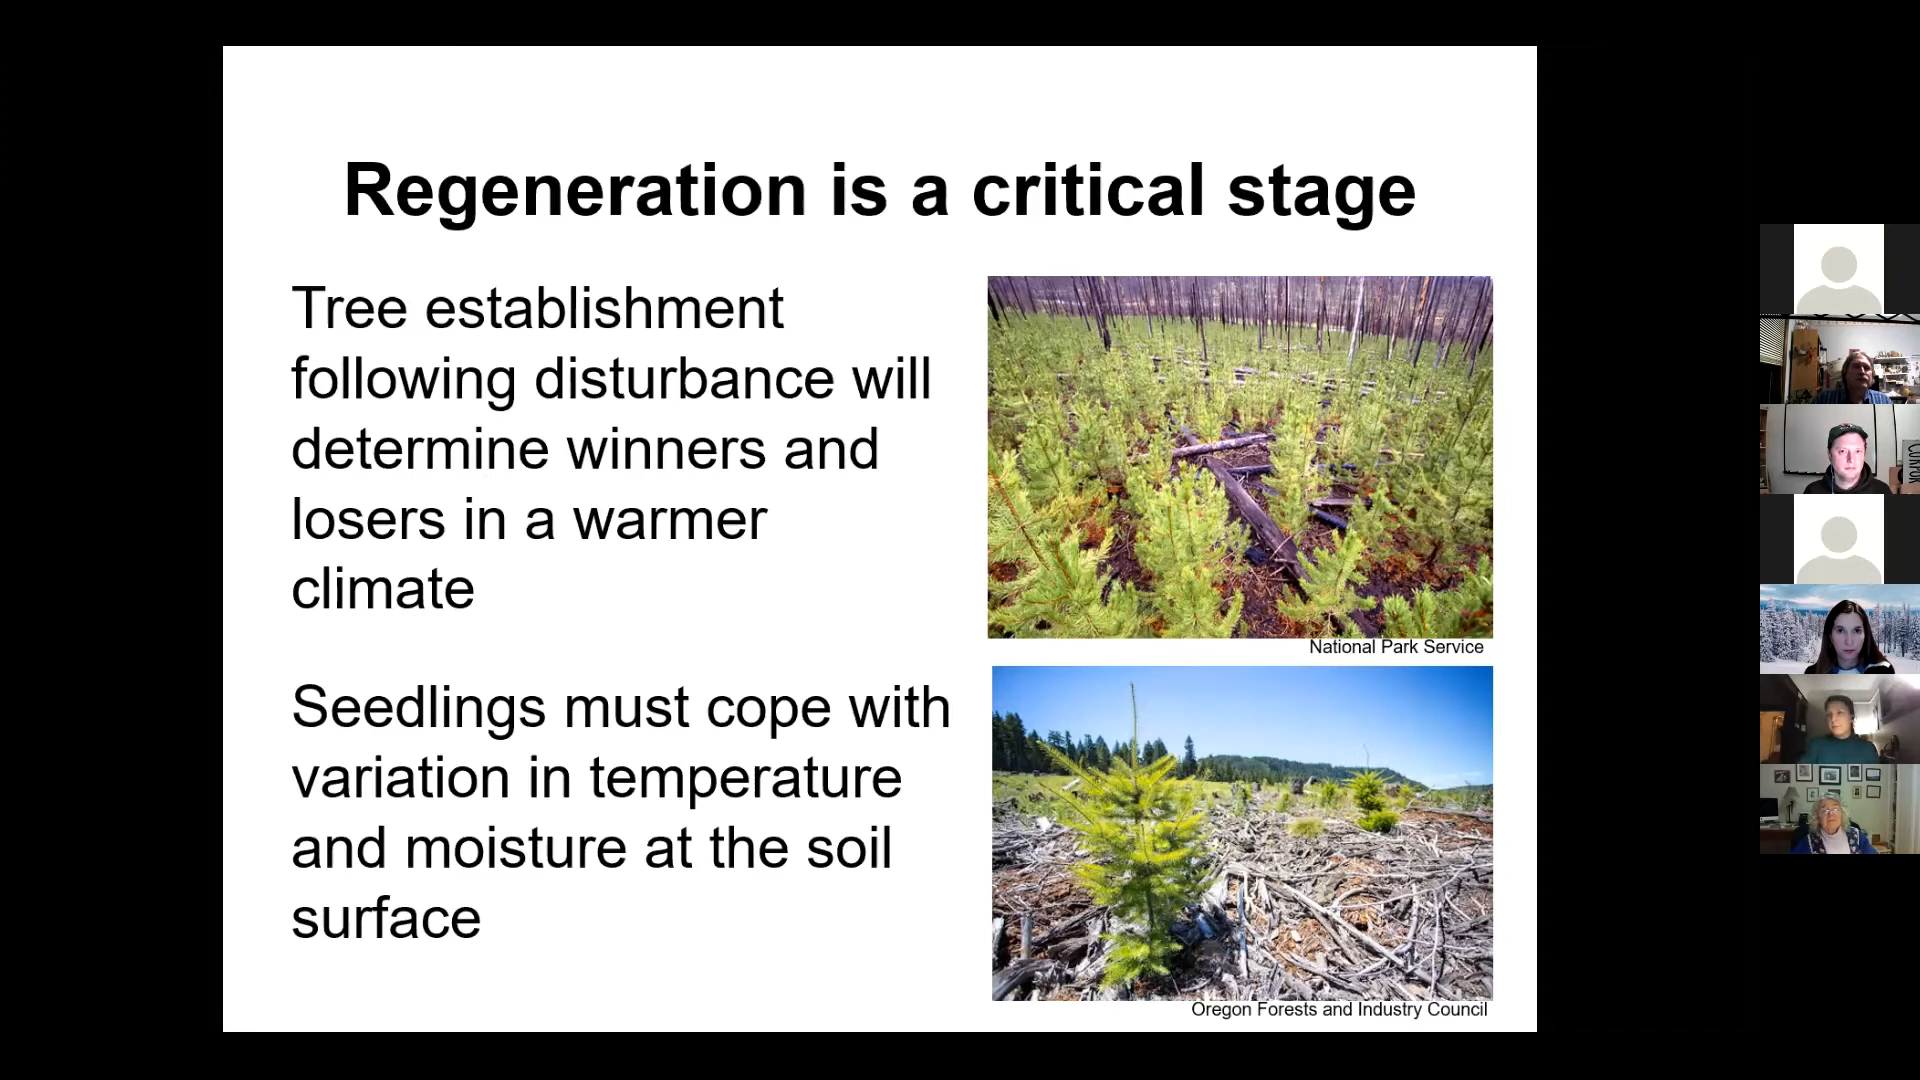 Regeneration is a critical stage
Tree establishment
following disturbance will
determine winners and
losers in a warmer
climate
Seedlings must cope with
variation in temperature
and moisture at the soil
surface
National Park Service
Oregon Forests and Industry Council